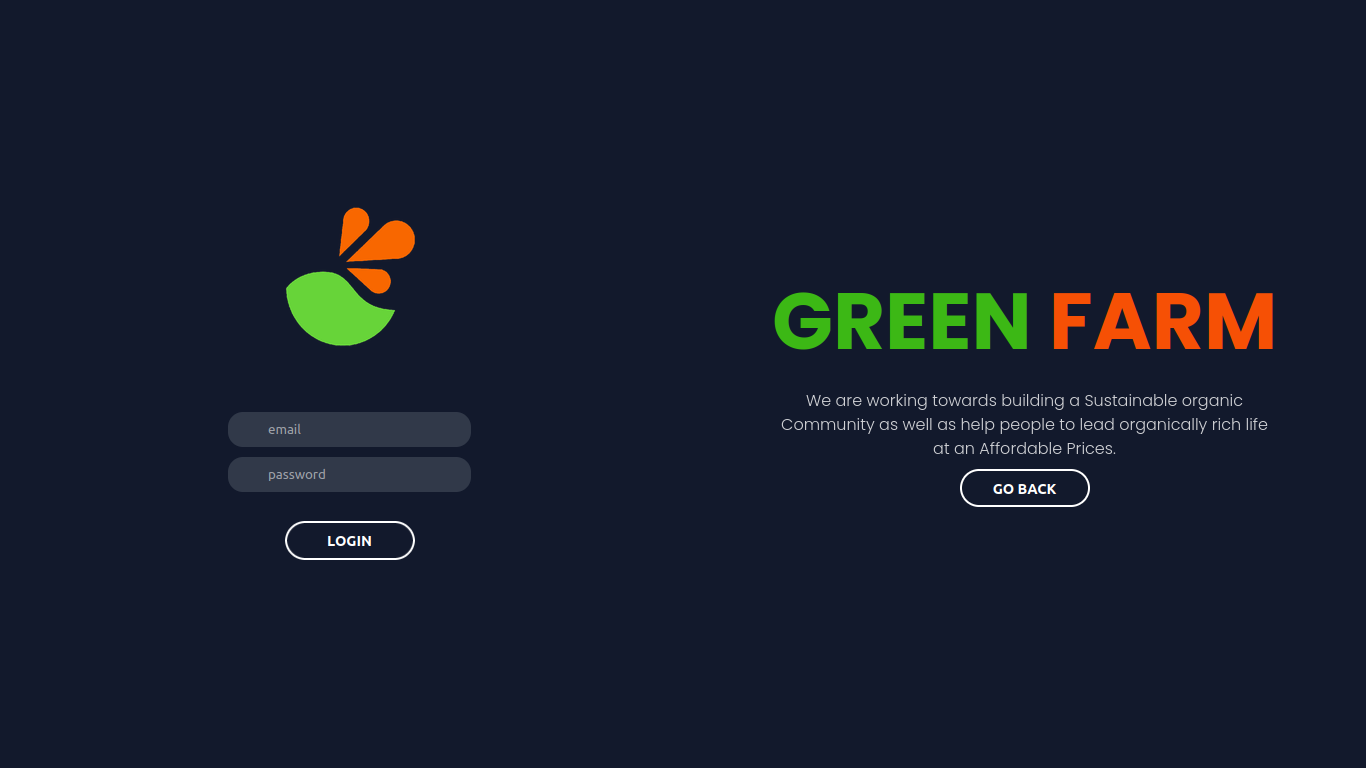 email
password
LOGIN
GREEN FARM
We are working towards building a Sustainable organic
Community as well as help people to lead organically rich life
at an Affordable Prices.
GO BACK